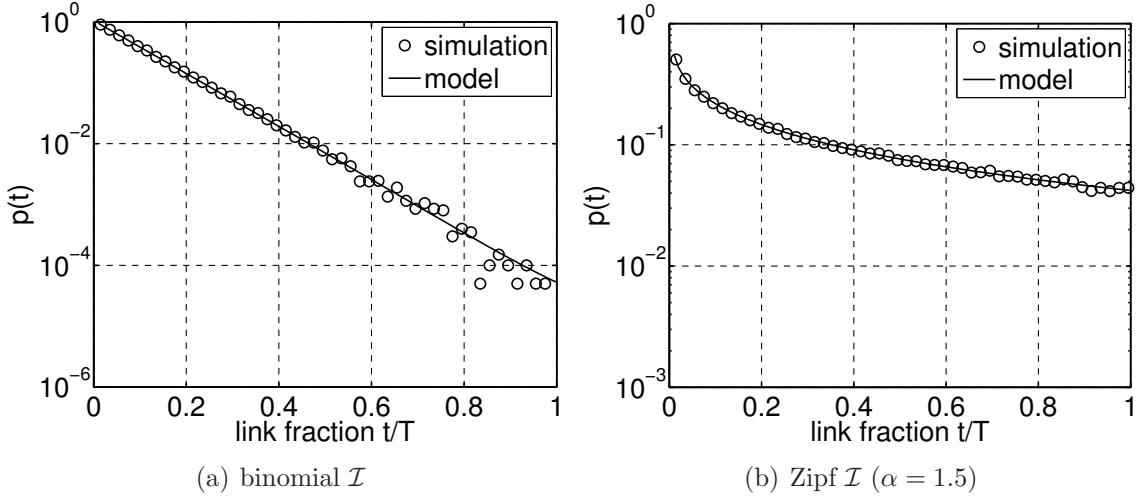 10^0
10^-2
10^-4
10^-6
p(t)
0 0.2 0.4 0.6 0.8 1
link fraction t/T
simulation
model
(a) binomial ℐ
10^0
10^-1
10^-2
10^-3
p(t)
0 0.2 0.4 0.6 0.8 1
link fraction t/T
simulation
model
(b) Zipf ℐ (α = 1.5)